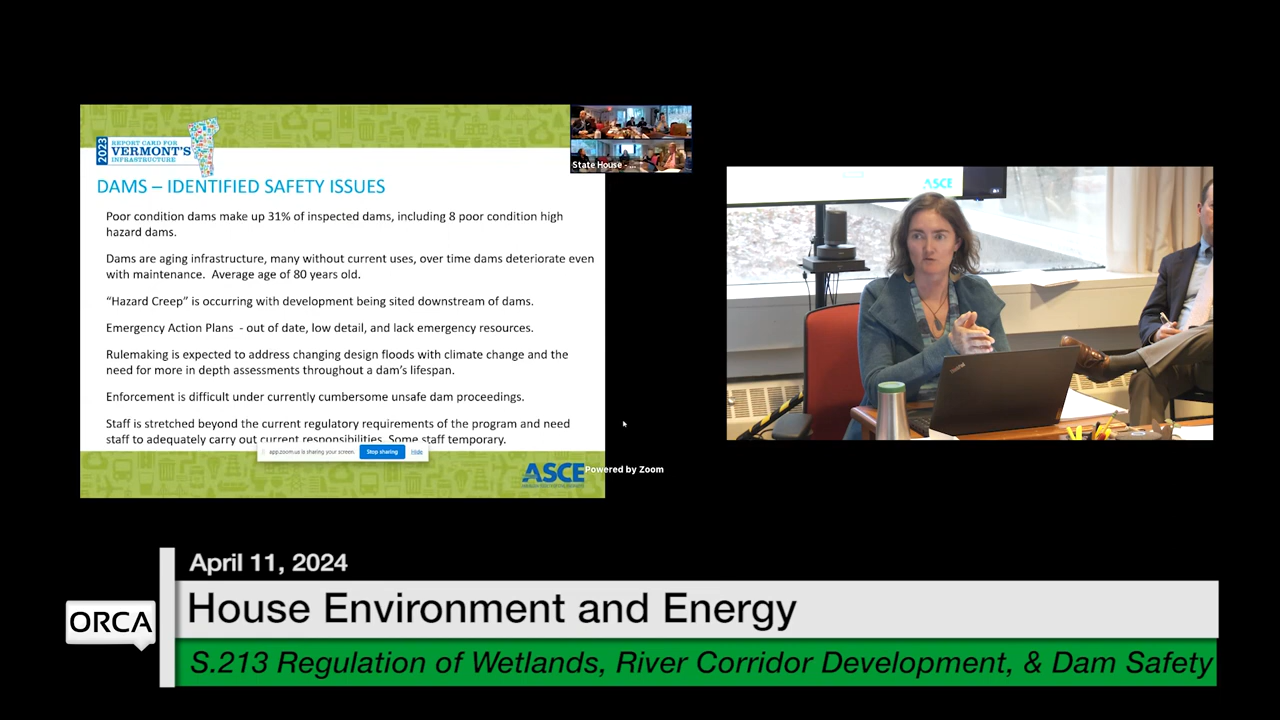 2023
REPORT CARD FOR
VERMONT'S
INFRASTRUCTURE
State House - ...
DAMS – IDENTIFIED SAFETY ISSUES
Poor condition dams make up 31% of inspected dams, including 8 poor condition high
hazard dams.
Dams are aging infrastructure, many without current uses, over time dams deteriorate even
with maintenance.  Average age of 80 years old.
“Hazard Creep” is occurring with development being sited downstream of dams.
Emergency Action Plans  - out of date, low detail, and lack emergency resources.
Rulemaking is expected to address changing design floods with climate change and the
need for more in depth assessments throughout a dam’s lifespan.
Enforcement is difficult under currently cumbersome unsafe dam proceedings.
Staff is stretched beyond the current regulatory requirements of the program and need
staff to adequately carry out current responsibilities. Some staff temporary.
app.zoom.us is sharing your screen.
Stop sharing
Hide
ASCE
Powered by Zoom
ASCE
ThinkPad
April 11, 2024
ORCA
House Environment and Energy
S.213 Regulation of Wetlands, River Corridor Development, & Dam Safety